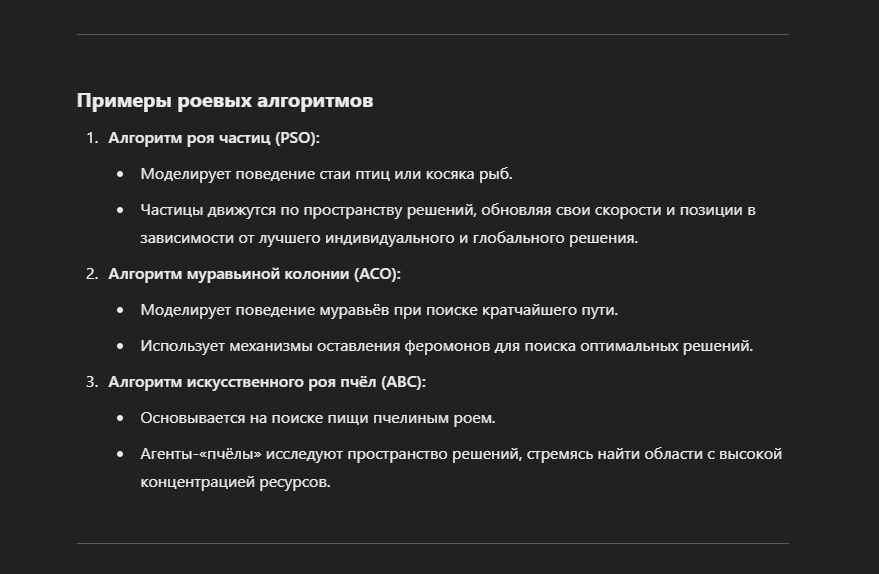 Примеры роевых алгоритмов
1. Алгоритм роя частиц (PSO):
• Моделирует поведение стаи птиц или косяка рыб.
• Частицы движутся по пространству решений, обновляя свои скорости и позиции в
зависимости от лучшего индивидуального и глобального решения.
2. Алгоритм муравьиной колонии (ACO):
• Моделирует поведение муравьёв при поиске кратчайшего пути.
• Использует механизмы оставления феромонов для поиска оптимальных решений.
3. Алгоритм искусственного роя пчёл (ABC):
• Основывается на поиске пищи пчелиным роем.
• Агенты-«пчёлы» исследуют пространство решений, стремясь найти области с высокой
концентрацией ресурсов.